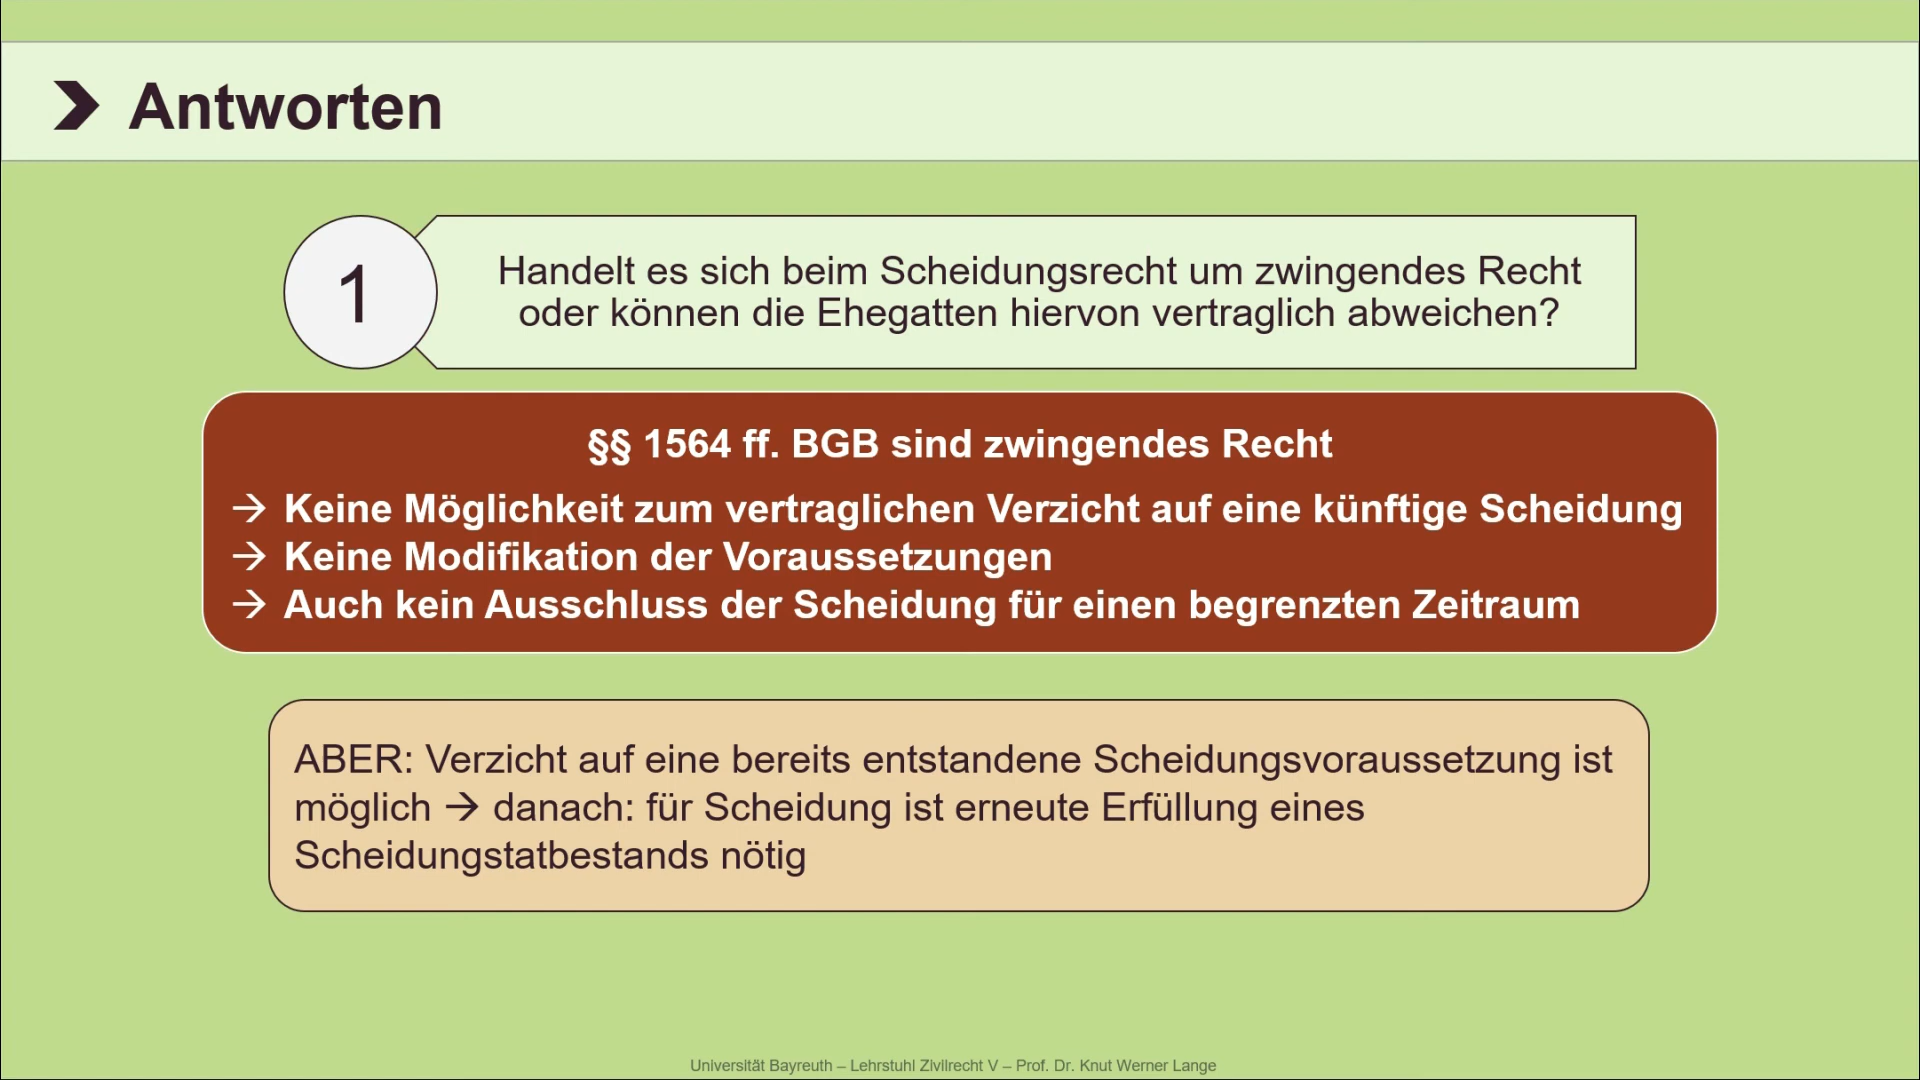 Antworten
1
Handelt es sich beim Scheidungsrecht um zwingendes Recht
oder können die Ehegatten hiervon vertraglich abweichen?
§§ 1564 ff. BGB sind zwingendes Recht
→ Keine Möglichkeit zum vertraglichen Verzicht auf eine künftige Scheidung
→ Keine Modifikation der Voraussetzungen
→ Auch kein Ausschluss der Scheidung für einen begrenzten Zeitraum
ABER: Verzicht auf eine bereits entstandene Scheidungsvoraussetzung ist
möglich → danach: für Scheidung ist erneute Erfüllung eines
Scheidungstatbestands nötig
Universität Bayreuth – Lehrstuhl Zivilrecht V – Prof. Dr. Knut Werner Lange